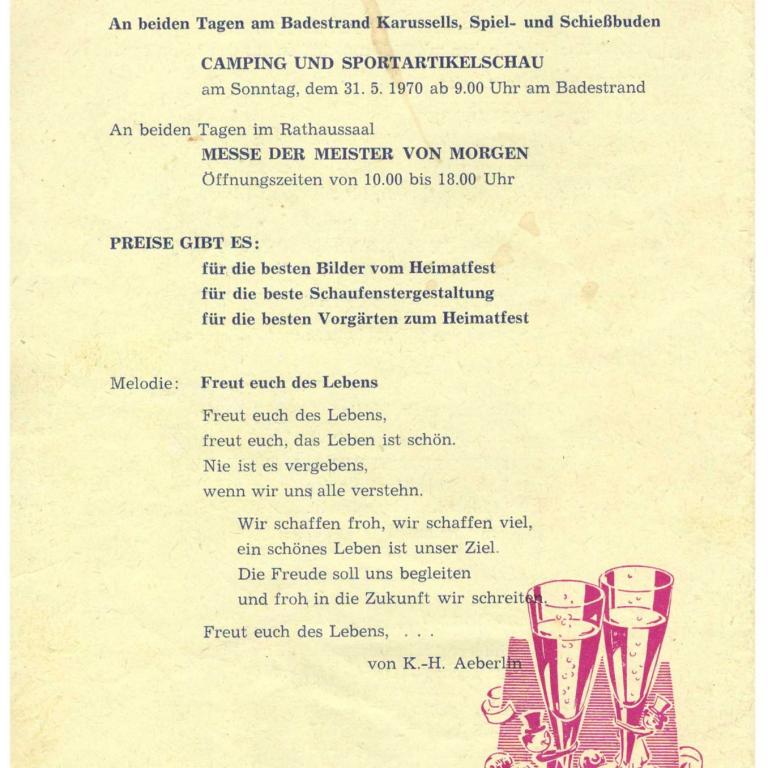 An beiden Tagen am Badestrand Karussells, Spiel- und Schießbuden
CAMPING UND SPORTARTIKELSCHAU
am Sonntag, dem 31. 5. 1970 ab 9.00 Uhr am Badestrand
An beiden Tagen im Rathaussaal
MESSE DER MEISTER VON MORGEN
Öffnungszeiten von 10.00 bis 18.00 Uhr
PREISE GIBT ES:
für die besten Bilder vom Heimatfest
für die beste Schaufenstergestaltung
für die besten Vorgärten zum Heimatfest
Melodie: Freut euch des Lebens
Freut euch des Lebens,
freut euch, das Leben ist schön.
Nie ist es vergebens,
wenn wir uns alle verstehn.
Wir schaffen froh, wir schaffen viel,
ein schönes Leben ist unser Ziel.
Die Freude soll uns begleiten
und froh in die Zukunft wir schreiten.
Freut euch des Lebens, . . .
von K.-H. Aeberlin